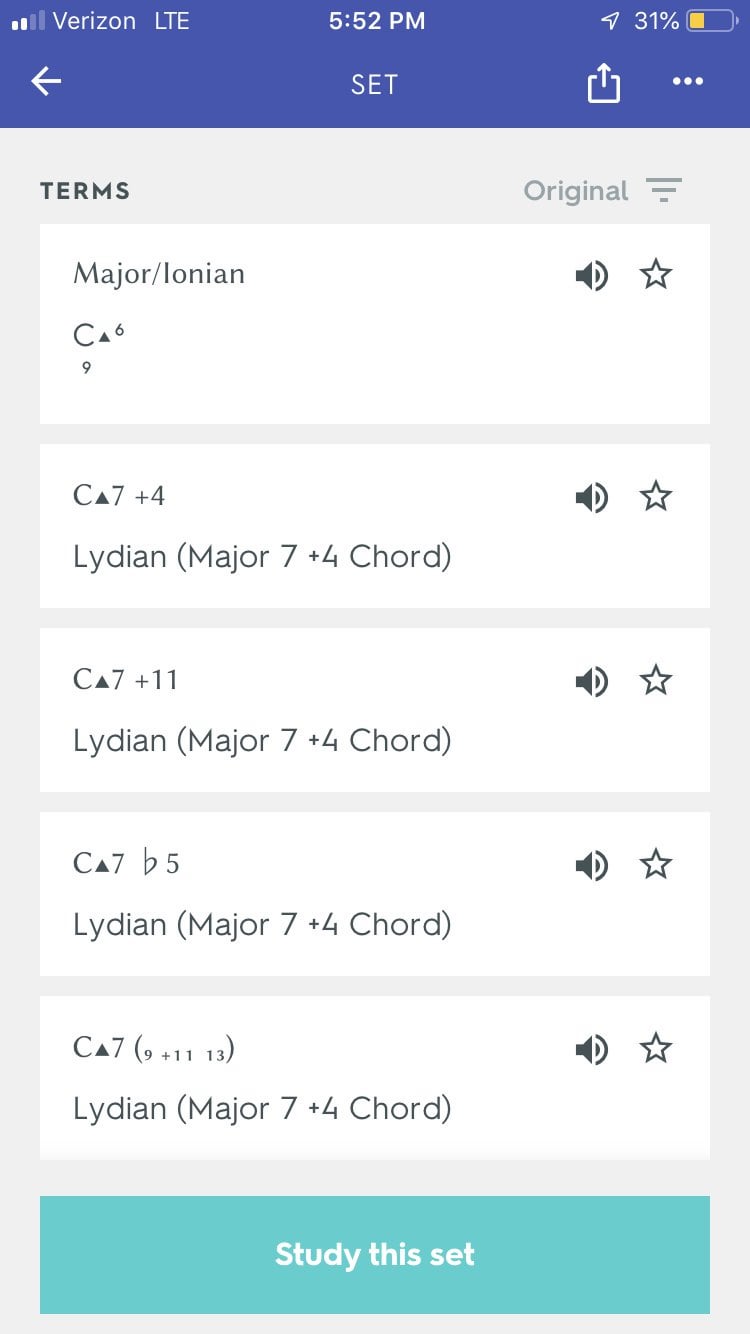 Verizon LTE 5:52 PM 31%
SET
TERMS Original
Major/Ionian
C▲⁶
9
C▲7 +4
Lydian (Major 7 +4 Chord)
C▲7 +11
Lydian (Major 7 +4 Chord)
C▲7 ♭5
Lydian (Major 7 +4 Chord)
C▲7 (₉ ₊₁₁ ₁₃)
Lydian (Major 7 +4 Chord)
Study this set